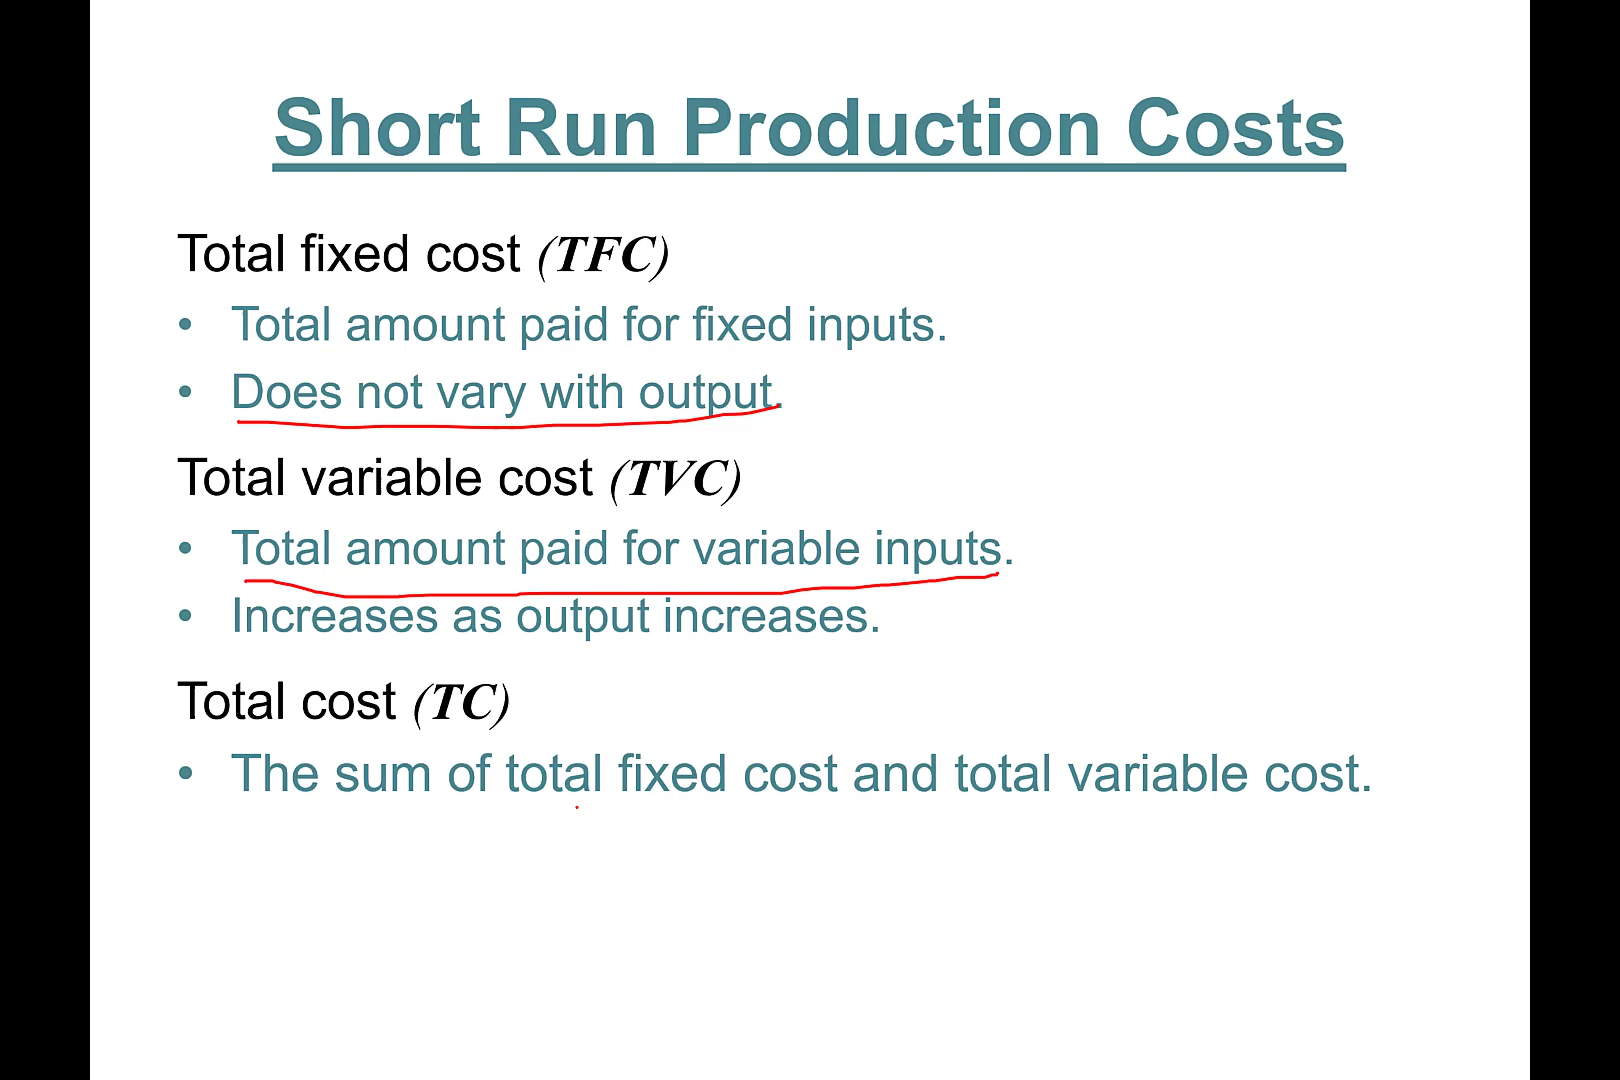 Short Run Production Costs
Total fixed cost (TFC)
• Total amount paid for fixed inputs.
• Does not vary with output.
Total variable cost (TVC)
• Total amount paid for variable inputs.
• Increases as output increases.
Total cost (TC)
• The sum of total fixed cost and total variable cost.